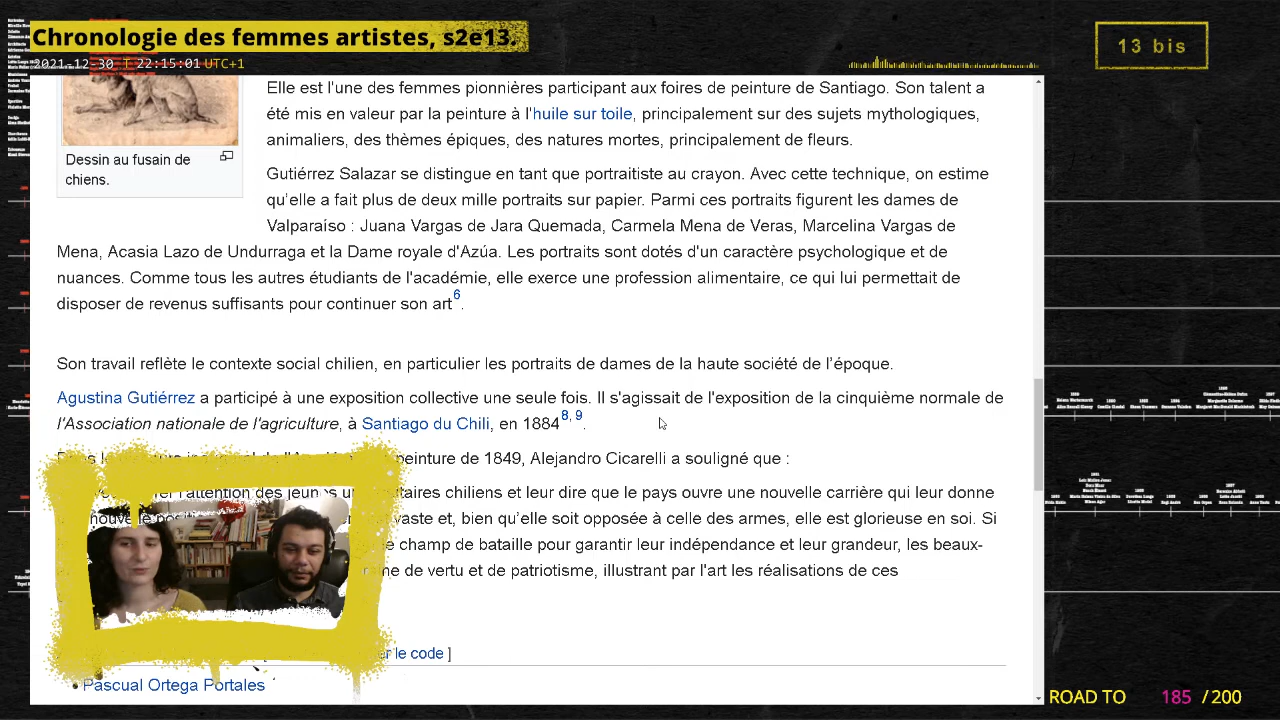 Chronologie des femmes artistes, s2e13.
2021-12-30 T 22:15:01 UTC+1
13 bis
Elle est l'une des femmes pionnières participant aux foires de peinture de Santiago. Son talent a
été mis en valeur par la peinture à l'huile sur toile, principalement sur des sujets mythologiques,
animaliers, des thèmes épiques, des natures mortes, principalement de fleurs.
Dessin au fusain de
chiens.
Gutiérrez Salazar se distingue en tant que portraitiste au crayon. Avec cette technique, on estime
qu'elle a fait plus de deux mille portraits sur papier. Parmi ces portraits figurent les dames de
Valparaíso : Juana Vargas de Jara Quemada, Carmela Mena de Veras, Marcelina Vargas de
Mena, Acasia Lazo de Undurraga et la Dame royale d'Azúa. Les portraits sont dotés d'un caractère psychologique et de
nuances. Comme tous les autres étudiants de l'académie, elle exerce une profession alimentaire, ce qui lui permettait de
disposer de revenus suffisants pour continuer son art6.
Son travail reflète le contexte social chilien, en particulier les portraits de dames de la haute société de l'époque.
Agustina Gutiérrez a participé à une exposition collective une seule fois. Il s'agissait de l'exposition de la cinquième normale de
l'Association nationale de l'agriculture, à Santiago du Chili, en 1884 8, 9.
peinture de 1849, Alejandro Cicarelli a souligné que :
l'attention des jeunes chiliens et leur dire que le pays ouvre une nouvelle carrière qui leur donne
vaste et, bien qu'elle soit opposée à celle des armes, elle est glorieuse en soi. Si
champ de bataille pour garantir leur indépendance et leur grandeur, les beaux-
de vertu et de patriotisme, illustrant par l'art les réalisations de ces
le code ]
• Pascual Ortega Portales
ROAD TO 185 / 200